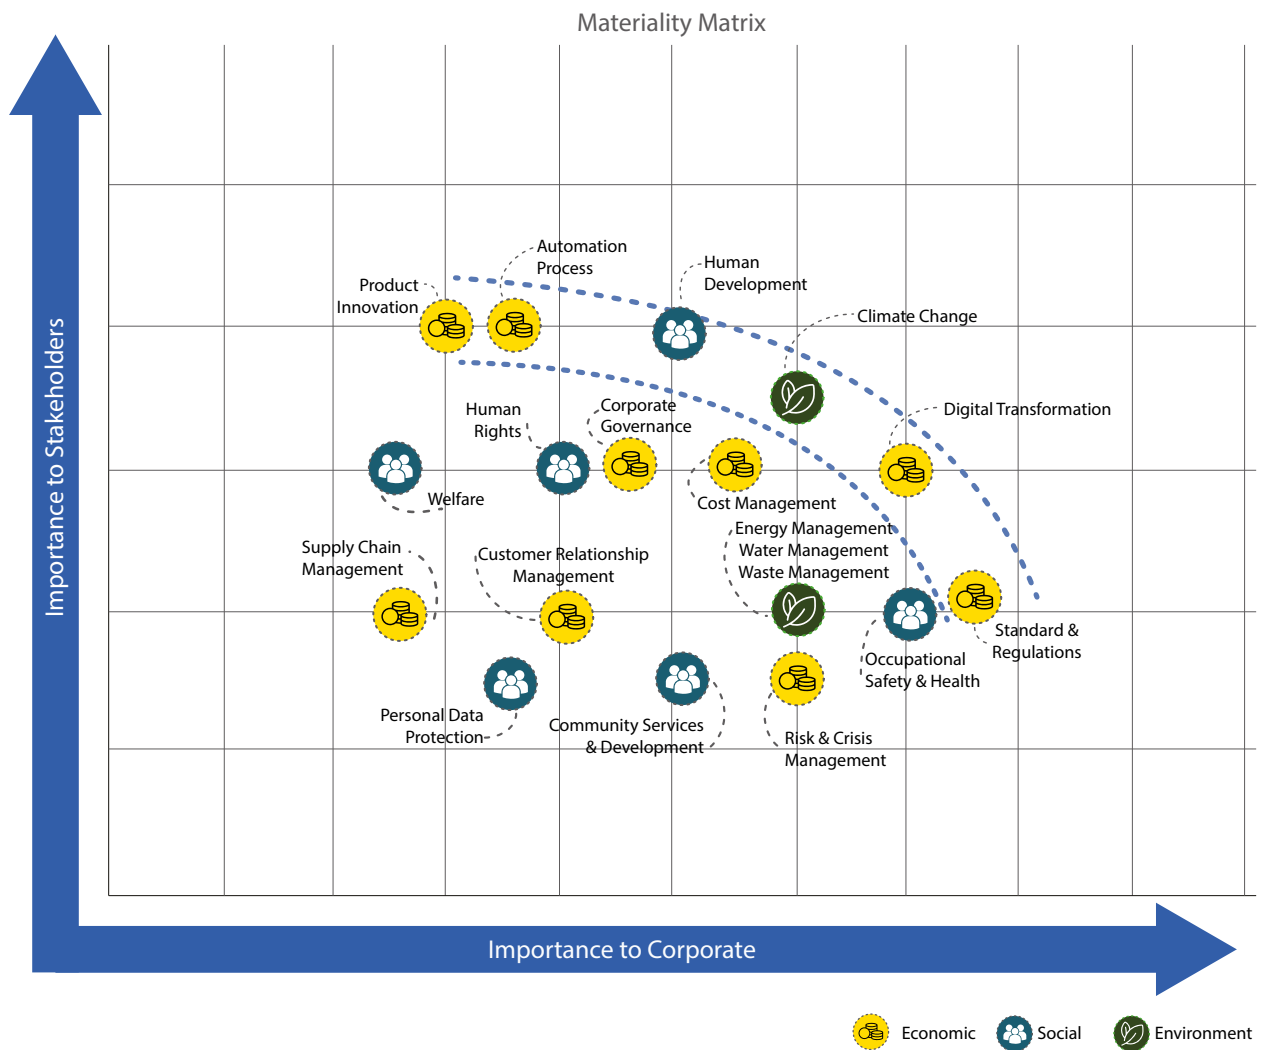 Materiality Matrix
Importance to Stakeholders
Automation
Process
Human
Development
Product
Innovation
Climate Change
Human
Rights
Corporate
Governance
Digital Transformation
Welfare
Cost Management
Energy Management
Water Management
Waste Management
Supply Chain
Management
Customer Relationship
Management
Standard &
Regulations
Occupational
Safety & Health
Personal Data
Protection
Community Services
& Development
Risk & Crisis
Management
Importance to Corporate
Economic
Social
Environment